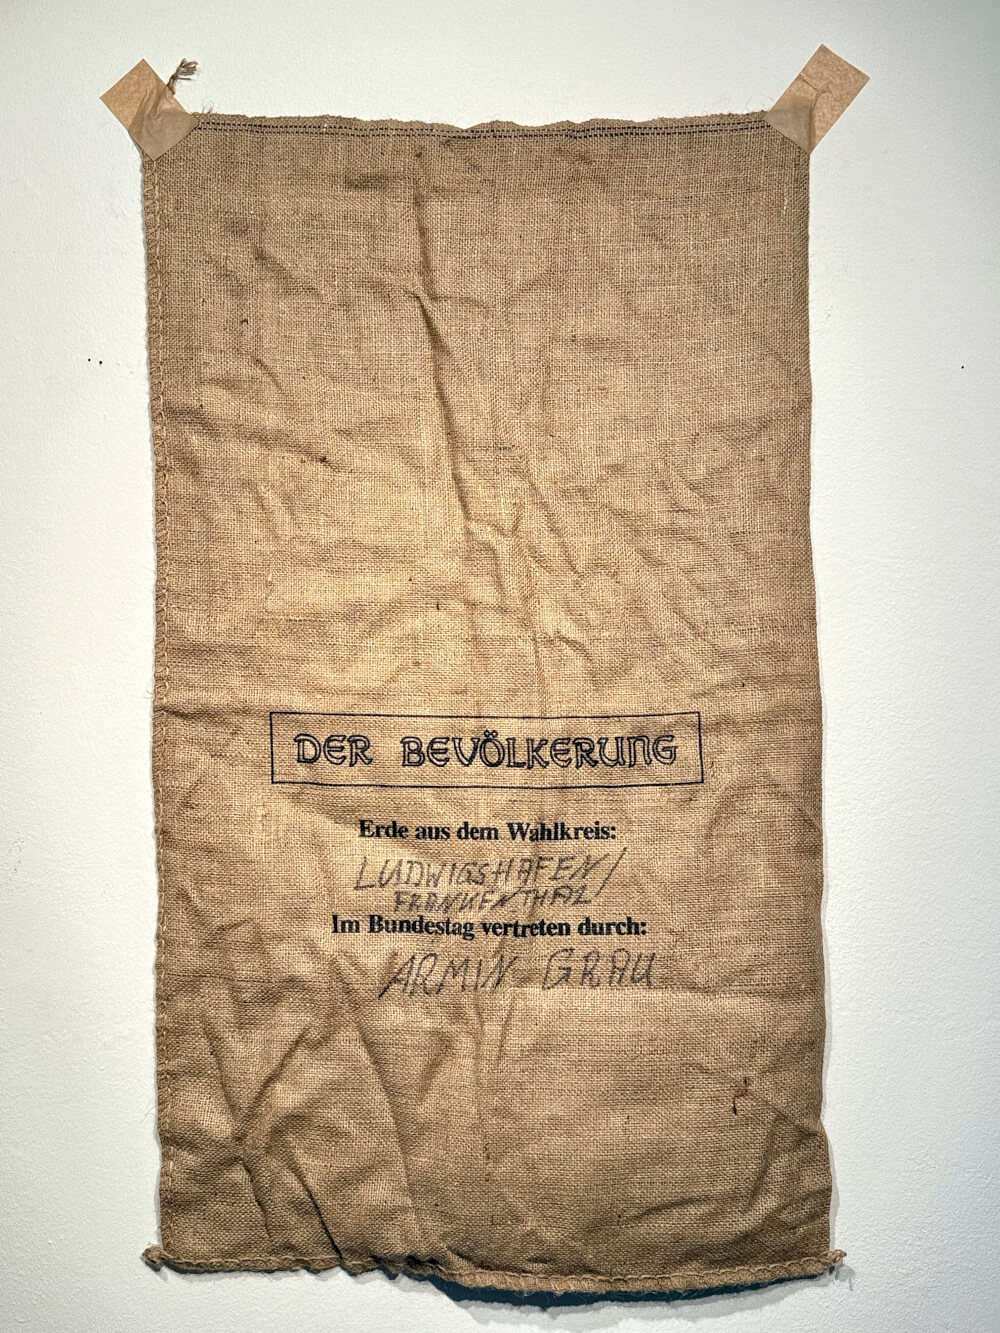 DER BEVÖLKERUNG
Erde aus dem Wahlkreis:
LUDWIGSHAFEN/
FRANKENTHAL
Im Bundestag vertreten durch:
ARMIN GRAU